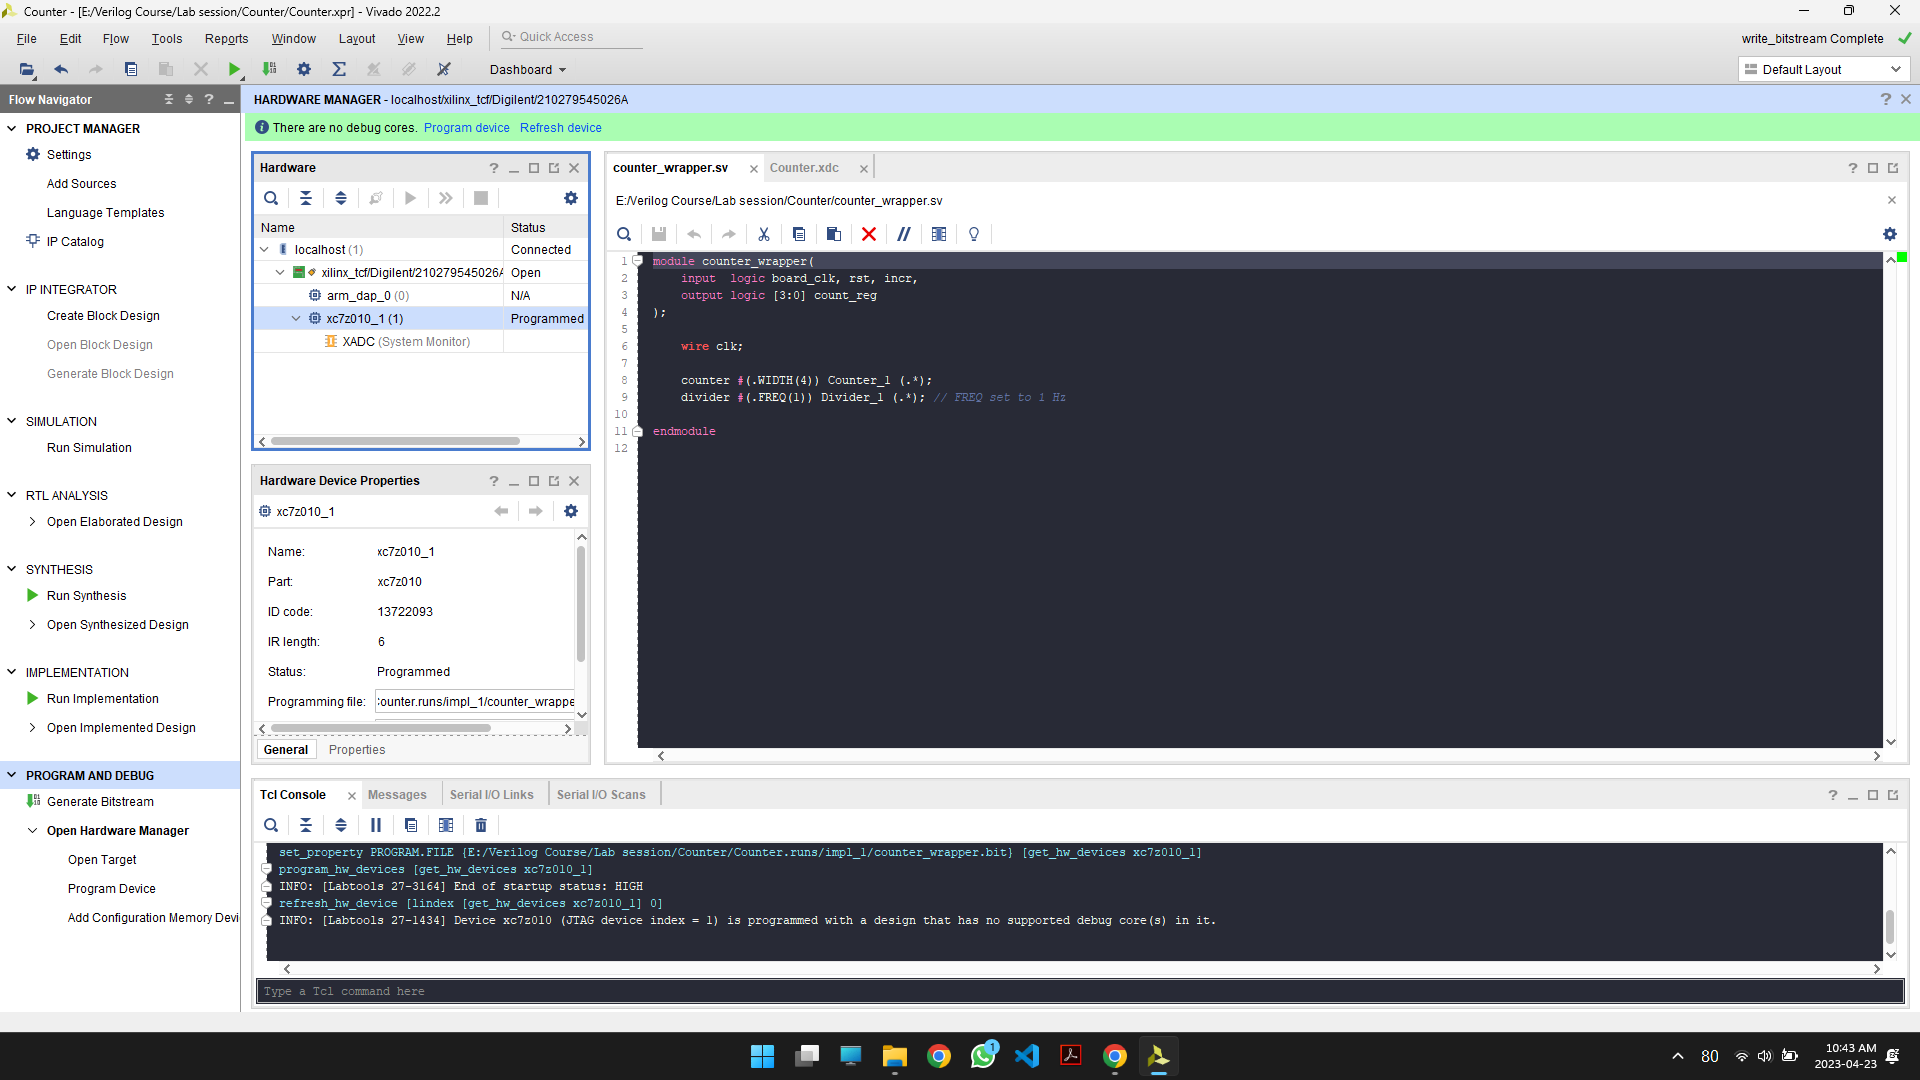 Counter - [E:/Verilog Course/Lab session/Counter/Counter.xpr] - Vivado 2022.2
File Edit Flow Tools Reports Window Layout View Help Quick Access
write_bitstream Complete
Dashboard
Default Layout
Flow Navigator
PROJECT MANAGER
Settings
Add Sources
Language Templates
IP Catalog
IP INTEGRATOR
Create Block Design
Open Block Design
Generate Block Design
SIMULATION
Run Simulation
RTL ANALYSIS
Open Elaborated Design
SYNTHESIS
Run Synthesis
Open Synthesized Design
IMPLEMENTATION
Run Implementation
Open Implemented Design
PROGRAM AND DEBUG
Generate Bitstream
Open Hardware Manager
Open Target
Program Device
Add Configuration Memory Devi
HARDWARE MANAGER - localhost/xilinx_tcf/Digilent/210279545026A
There are no debug cores. Program device Refresh device
Hardware
Name Status
localhost (1) Connected
xilinx_tcf/Digilent/210279545026A Open
arm_dap_0 (0) N/A
xc7z010_1 (1) Programmed
XADC (System Monitor)
Hardware Device Properties
xc7z010_1
Name: xc7z010_1
Part: xc7z010
ID code: 13722093
IR length: 6
Status: Programmed
Programming file: Counter.runs/impl_1/counter_wrappe
General Properties
counter_wrapper.sv Counter.xdc
E:/Verilog Course/Lab session/Counter/counter_wrapper.sv
1 module counter_wrapper(
2 input  logic board_clk, rst, incr,
3 output logic [3:0] count_reg
4 );
5
6 wire clk;
7
8 counter #(.WIDTH(4)) Counter_1 (.*);
9 divider #(.FREQ(1)) Divider_1 (.*); // FREQ set to 1 Hz
10
11 endmodule
12
Tcl Console Messages Serial I/O Links Serial I/O Scans
set_property PROGRAM.FILE {E:/Verilog Course/Lab session/Counter/Counter.runs/impl_1/counter_wrapper.bit} [get_hw_devices xc7z010_1]
program_hw_devices [get_hw_devices xc7z010_1]
INFO: [Labtools 27-3164] End of startup status: HIGH
refresh_hw_device [lindex [get_hw_devices xc7z010_1] 0]
INFO: [Labtools 27-1434] Device xc7z010 (JTAG device index = 1) is programmed with a design that has no supported debug core(s) in it.
Type a Tcl command here
1
80
10:43 AM
2023-04-23